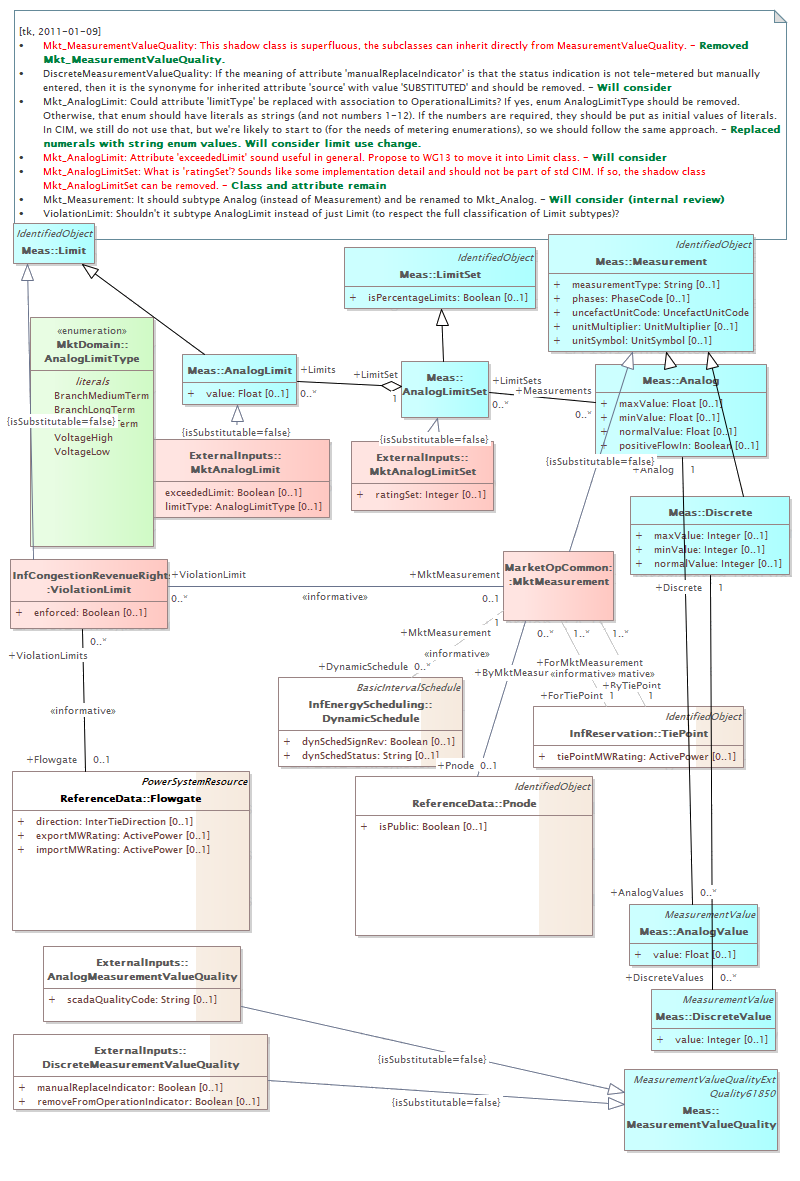 [tk, 2011-01-09]
• Mkt_MeasurementValueQuality: This shadow class is superfluous, the subclasses can inherit directly from MeasurementValueQuality. – Removed
Mkt_MeasurementValueQuality.
• DiscreteMeasurementValueQuality: If the meaning of attribute 'manualReplaceIndicator' is that the status indication is not tele-metered but manually
entered, then it is the synonyme for inherited attribute 'source' with value 'SUBSTITUTED' and should be removed. – Will consider
• Mkt_AnalogLimit: Could attribute 'limitType' be replaced with association to OperationalLimits? If yes, enum AnalogLimitType should be removed.
Otherwise, that enum should have literals as strings (and not numbers 1-12). If the numbers are required, they should be put as initial values of literals.
In CIM, we still do not use that, but we're likely to start to (for the needs of metering enumerations), so we should follow the same approach. – Replaced
numerals with string enum values. Will consider limit use change.
• Mkt_AnalogLimit: Attribute 'exceededLimit' sound useful in general. Propose to WG13 to move it into Limit class. – Will consider
• Mkt_AnalogLimitSet: What is 'ratingSet'? Sounds like some implementation detail and should not be part of std CIM. If so, the shadow class
Mkt_AnalogLimitSet can be removed. – Class and attribute remain
• Mkt_Measurement: It should subtype Analog (instead of Measurement) and be renamed to Mkt_Analog. – Will consider (internal review)
• ViolationLimit: Shouldn't it subtype AnalogLimit instead of just Limit (to respect the full classification of Limit subtypes)?
IdentifiedObject
Meas::Limit
IdentifiedObject
Meas::LimitSet
+ isPercentageLimits: Boolean [0..1]
IdentifiedObject
Meas::Measurement
+ measurementType: String [0..1]
+ phases: PhaseCode [0..1]
+ uncefactUnitCode: UncefactUnitCode
+ unitMultiplier: UnitMultiplier [0..1]
+ unitSymbol: UnitSymbol [0..1]
«enumeration»
MktDomain::
AnalogLimitType
literals
BranchMediumTerm
BranchLongTerm
{isSubstitutable=false}
Term
VoltageHigh
VoltageLow
Meas::AnalogLimit
+ value: Float [0..1]
+Limits
0..*
+LimitSet
1
Meas::
AnalogLimitSet
+LimitSets
0..*
+Measurements
0..*
Meas::Analog
+ maxValue: Float [0..1]
+ minValue: Float [0..1]
+ normalValue: Float [0..1]
+ positiveFlowIn: Boolean [0..1]
{isSubstitutable=false}
{isSubstitutable=false}
{isSubstitutable=false}
+Analog 1
ExternalInputs::
MktAnalogLimit
exceededLimit: Boolean [0..1]
limitType: AnalogLimitType [0..1]
ExternalInputs::
MktAnalogLimitSet
+ ratingSet: Integer [0..1]
Meas::Discrete
+ maxValue: Integer [0..1]
+ minValue: Integer [0..1]
+ normalValue: Integer [0..1]
+Discrete 1
InfCongestionRevenueRight
:ViolationLimit
+ enforced: Boolean [0..1]
+ViolationLimit
0..*
«informative»
+MktMeasurement
0..1
MarketOpCommon:
:MktMeasurement
0..*
+ViolationLimits
«informative»
+Flowgate 0..1
1
+MktMeasurement
«informative»
+DynamicSchedule 0..*
0..* 1..* 1..*
+ByMktMeasur
+ForMktMeasurement
«informative» mative»
+ByTiePoint
+ForTiePoint 1 1
BasicIntervalSchedule
InfEnergyScheduling::
DynamicSchedule
+ dynSchedSignRev: Boolean [0..1]
+ dynSchedStatus: String [0..1]
+Pnode 0..1
IdentifiedObject
InfReservation::TiePoint
+ tiePointMWRating: ActivePower [0..1]
PowerSystemResource
ReferenceData::Flowgate
+ direction: InterTieDirection [0..1]
+ exportMWRating: ActivePower [0..1]
+ importMWRating: ActivePower [0..1]
IdentifiedObject
ReferenceData::Pnode
+ isPublic: Boolean [0..1]
+AnalogValues 0..*
MeasurementValue
Meas::AnalogValue
+ value: Float [0..1]
+DiscreteValues 0..*
MeasurementValue
Meas::DiscreteValue
+ value: Integer [0..1]
ExternalInputs::
AnalogMeasurementValueQuality
+ scadaQualityCode: String [0..1]
ExternalInputs::
DiscreteMeasurementValueQuality
+ manualReplaceIndicator: Boolean [0..1]
+ removeFromOperationIndicator: Boolean [0..1]
{isSubstitutable=false}
{isSubstitutable=false}
MeasurementValueQualityExt
Quality61850
Meas::
MeasurementValueQuality